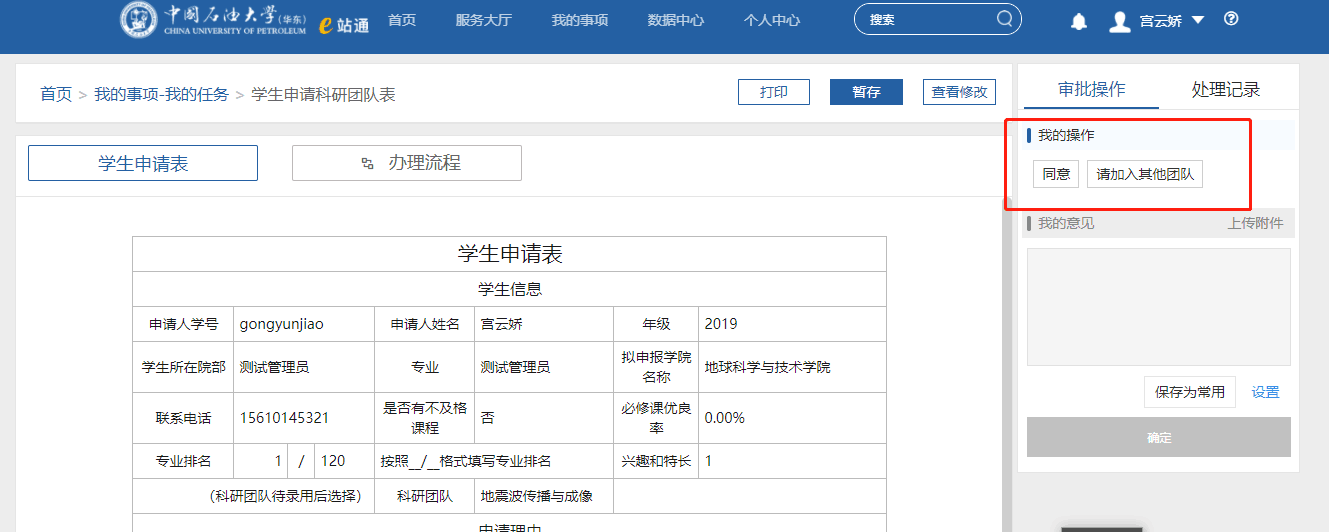 中国石油大学(华东)
CHINA UNIVERSITY OF PETROLEUM
e站通
首页 服务大厅 我的事项 数据中心 个人中心
搜索
宫云娇
首页 > 我的事项-我的任务 > 学生申请科研团队表
打印 暂存 查看修改
学生申请表 办理流程
学生申请表
学生信息
申请人学号 gongyunjiao 申请人姓名 宫云娇 年级 2019
学生所在院部 测试管理员 专业 测试管理员 拟申报学院
名称 地球科学与技术学院
联系电话 15610145321 是否有不及格
课程 否 必修课优良
率 0.00%
专业排名 1 / 120 按照__/__格式填写专业排名 兴趣和特长 1
(科研团队待录用后选择) 科研团队 地震波传播与成像
申请理由
审批操作 处理记录
我的操作
同意 请加入其他团队
我的意见 上传附件
保存为常用 设置
确定